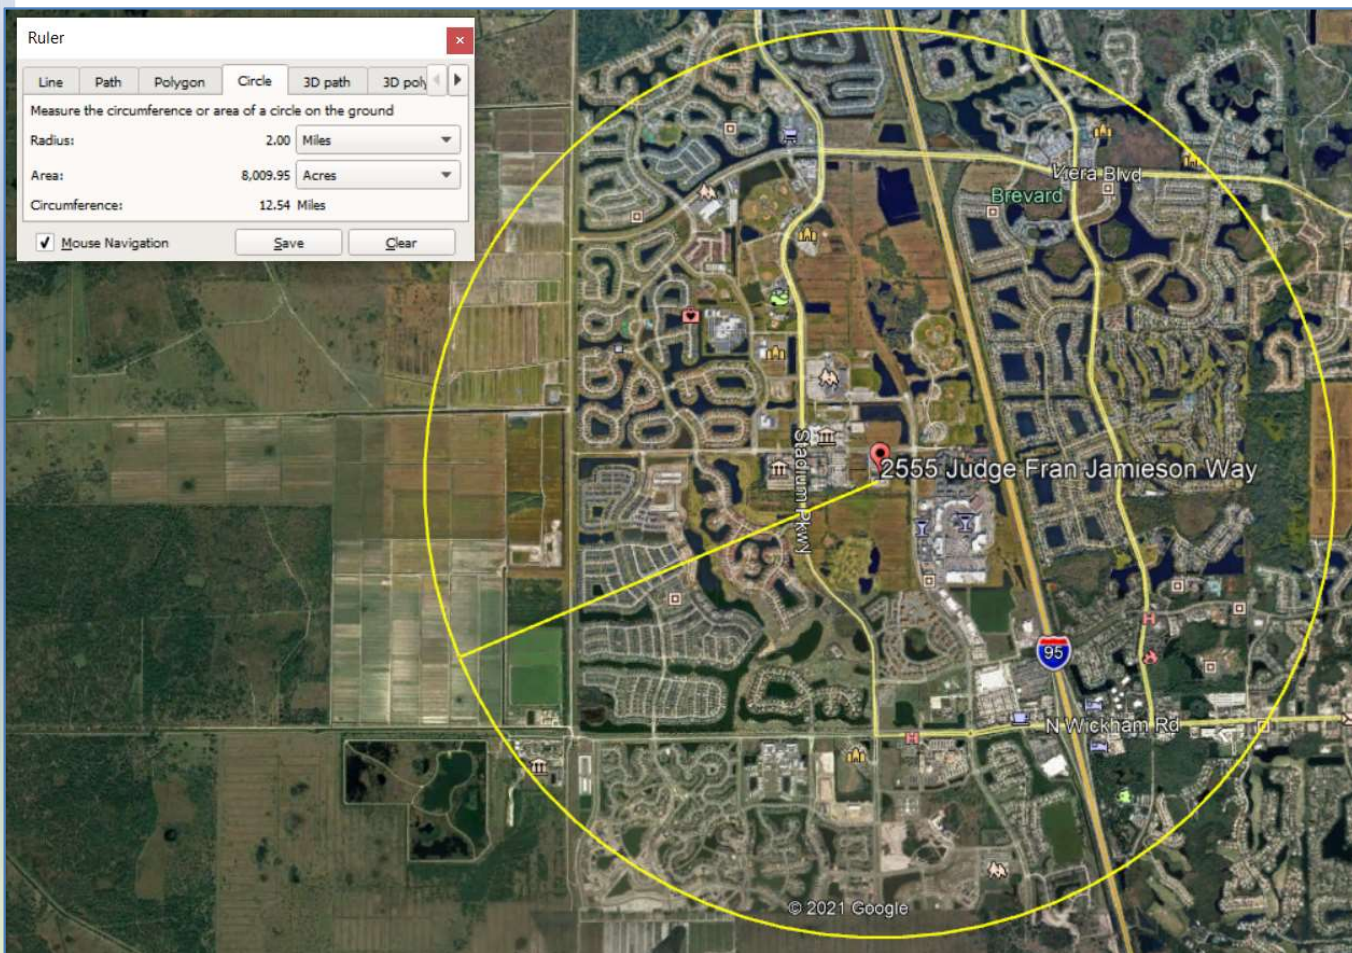 Ruler
Line Path Polygon Circle 3D path 3D poly
Measure the circumference or area of a circle on the ground
Radius: 2.00 Miles
Area: 8,009.95 Acres
Circumference: 12.54 Miles
Mouse Navigation Save Clear
Viera Blvd
Brevard
Stadium Pkwy
2555 Judge Fran Jamieson Way
95
N Wickham Rd
H
H
© 2021 Google